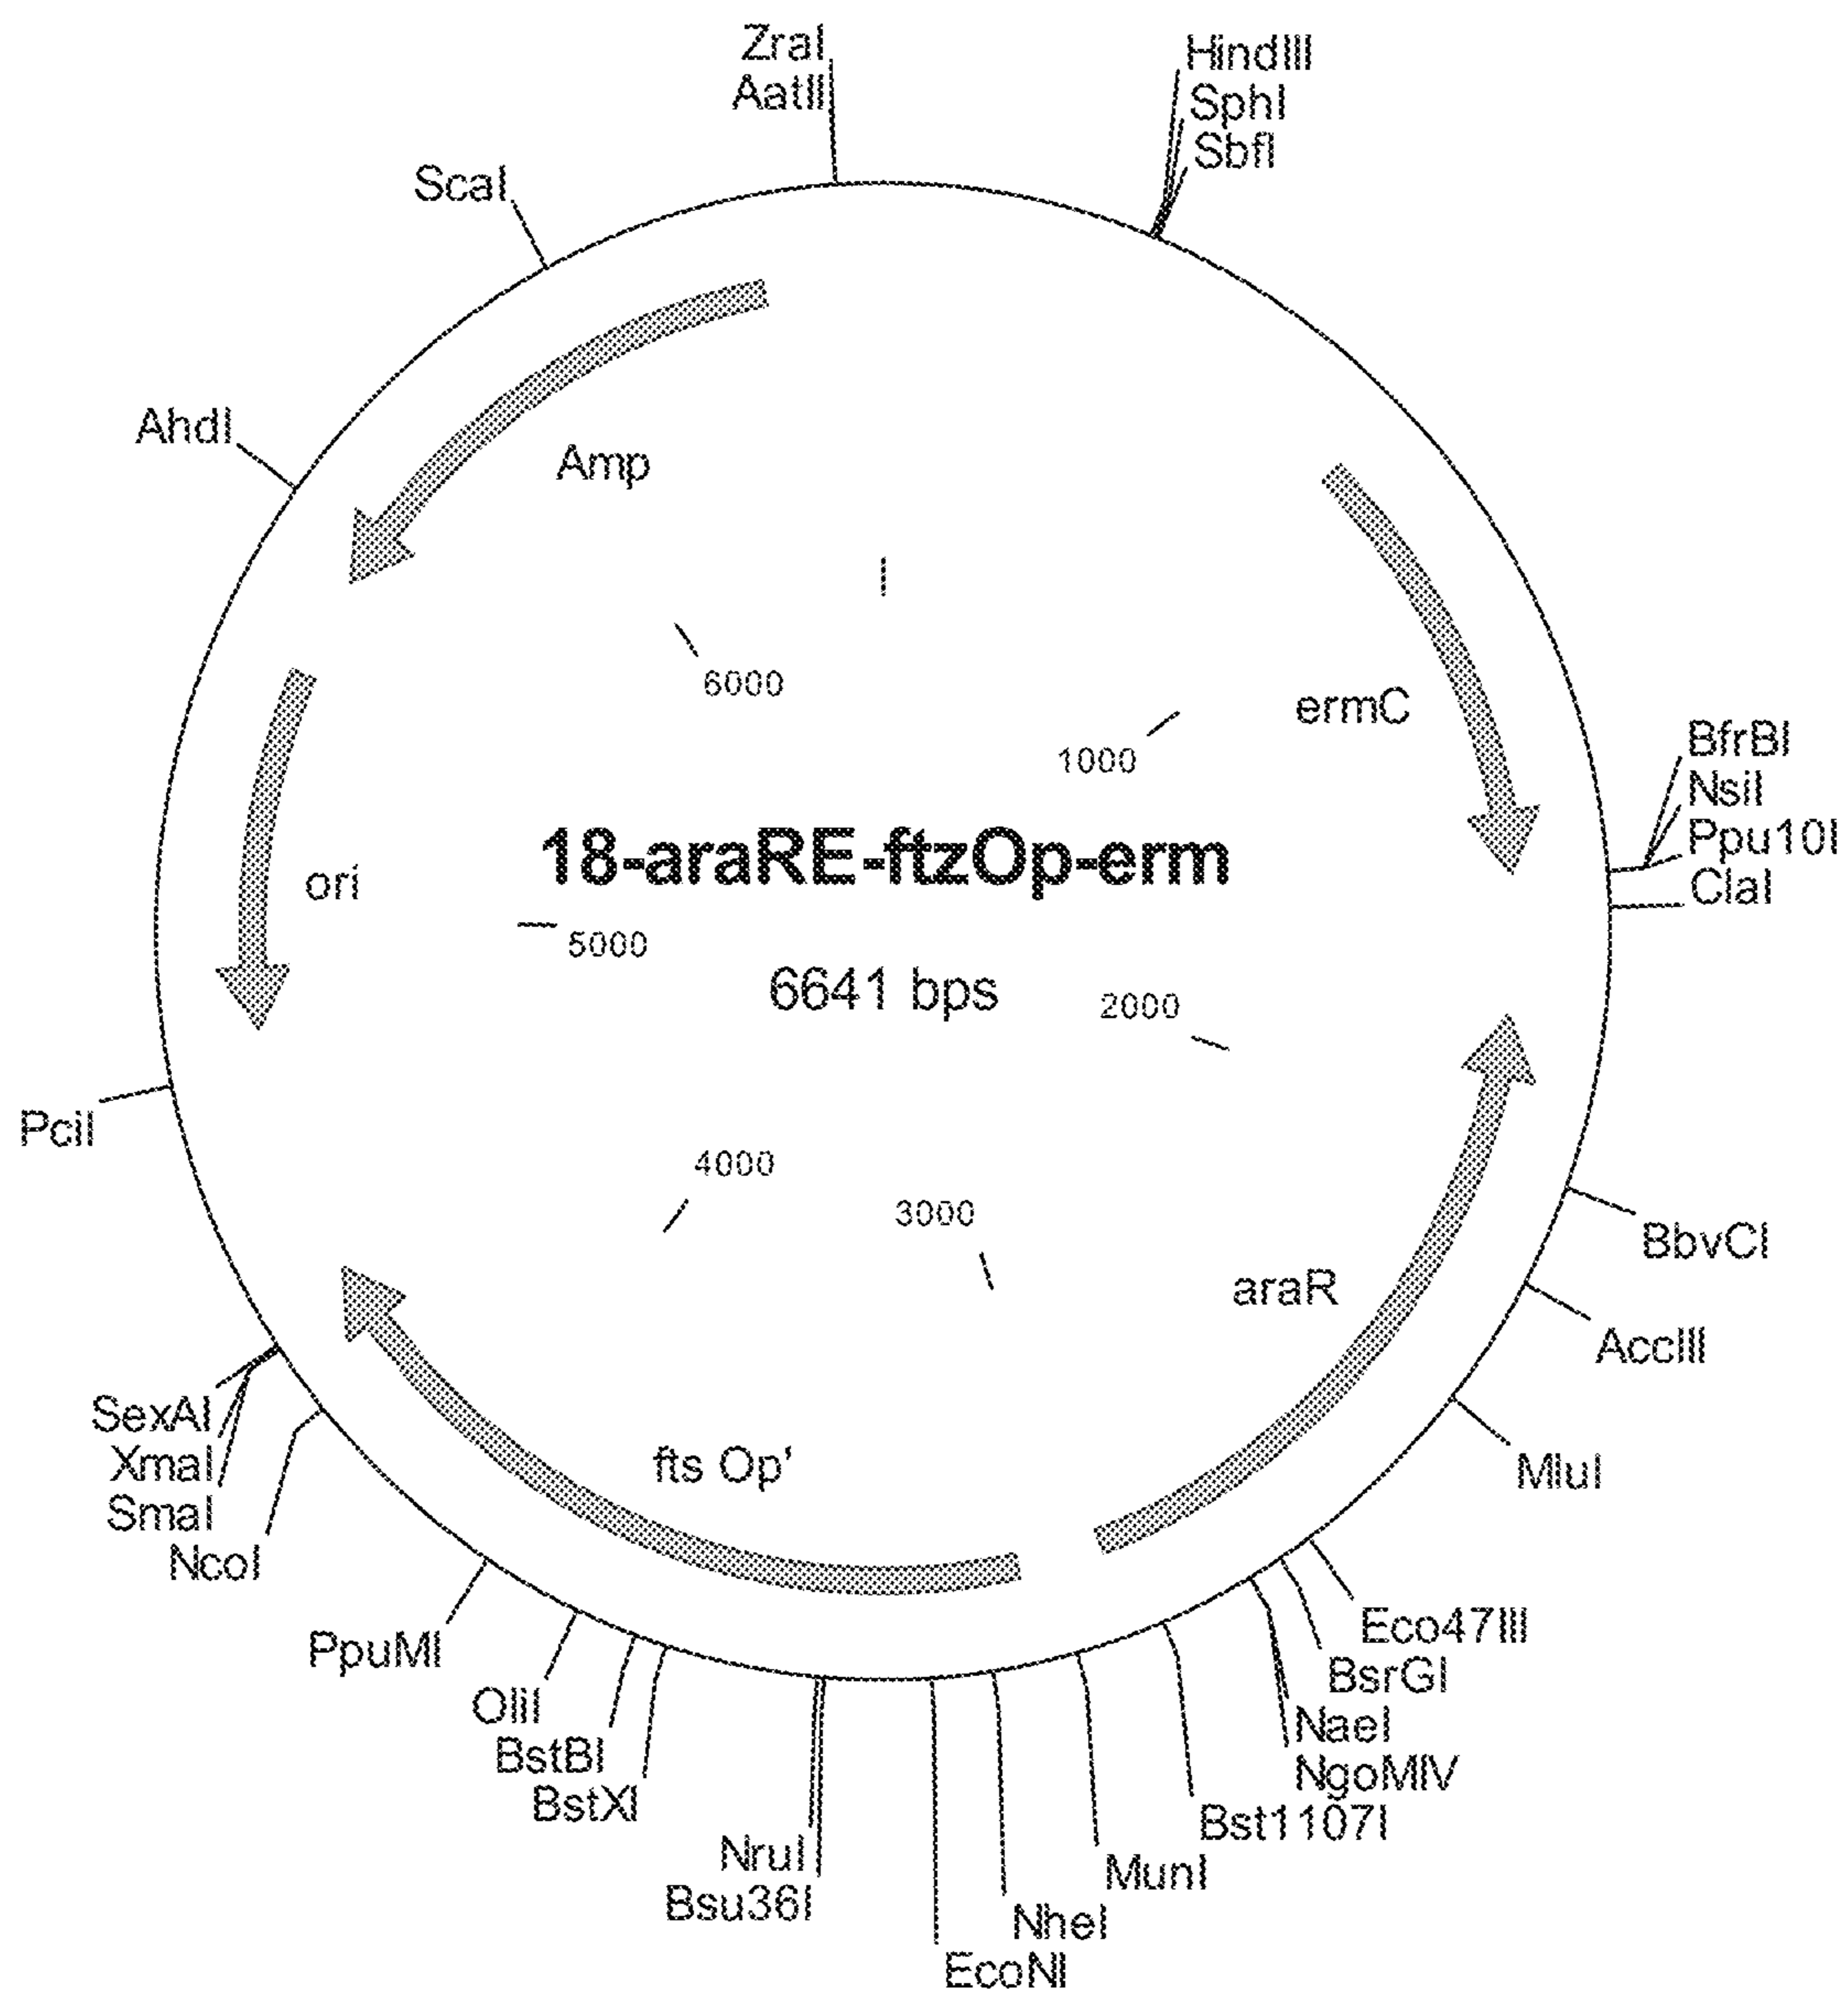 ZraI
AatII
HindIII
SphI
SbfI
ScaI
AhdI
Amp
6000
1000
ermC
BfrBI
NsiI
Ppu10I
ClaI
18-araRE-ftzOp-erm
ori
5000
6641 bps
2000
PciI
4000
3000
BbvCI
araR
AccIII
SexAI
XmaI
SmaI
NcoI
fts Op'
MluI
PpuMI
OliI
BstBI
BstXI
Eco47III
BsrGI
NaeI
NgoMIV
Bst1107I
NruI
Bsu36I
MunI
NheI
EcoNI